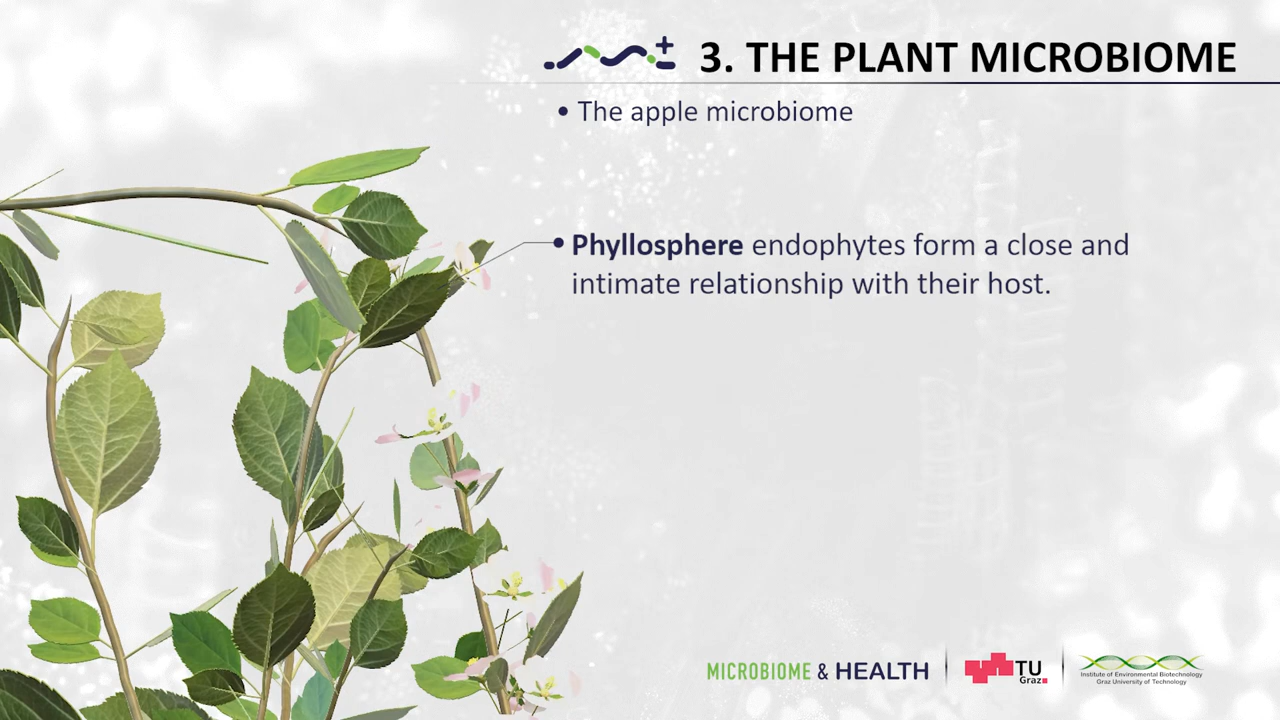 3. THE PLANT MICROBIOME
• The apple microbiome
• Phyllosphere endophytes form a close and
intimate relationship with their host.
MICROBIOME & HEALTH
TU
Graz
Institute of Environmental Biotechnology
Graz University of Technology